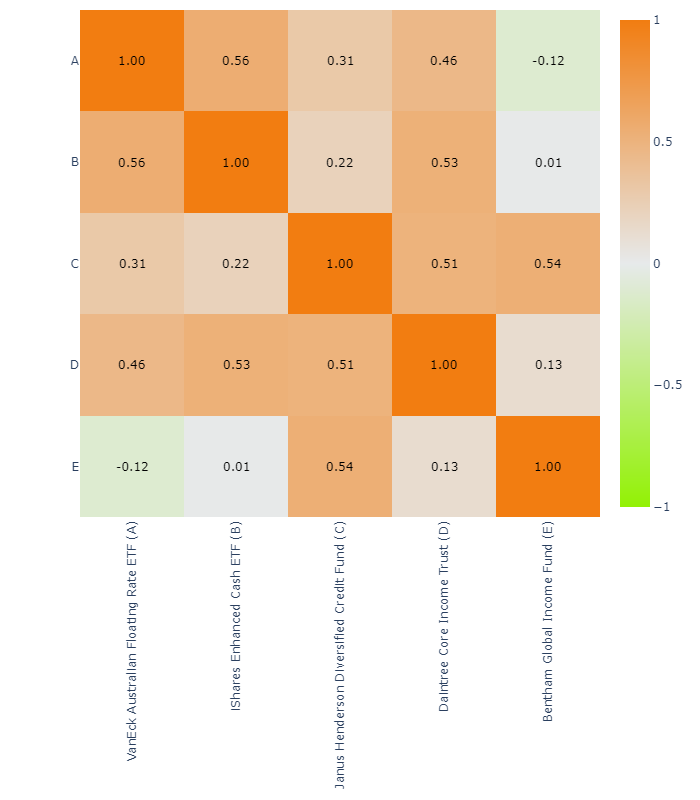 A 1.00 0.56 0.31 0.46 -0.12
B 0.56 1.00 0.22 0.53 0.01
C 0.31 0.22 1.00 0.51 0.54
D 0.46 0.53 0.51 1.00 0.13
E -0.12 0.01 0.54 0.13 1.00
VanEck Australian Floating Rate ETF (A)
iShares Enhanced Cash ETF (B)
Janus Henderson Diversified Credit Fund (C)
Daintree Core Income Trust (D)
Bentham Global Income Fund (E)
1
0.5
0
−0.5
−1